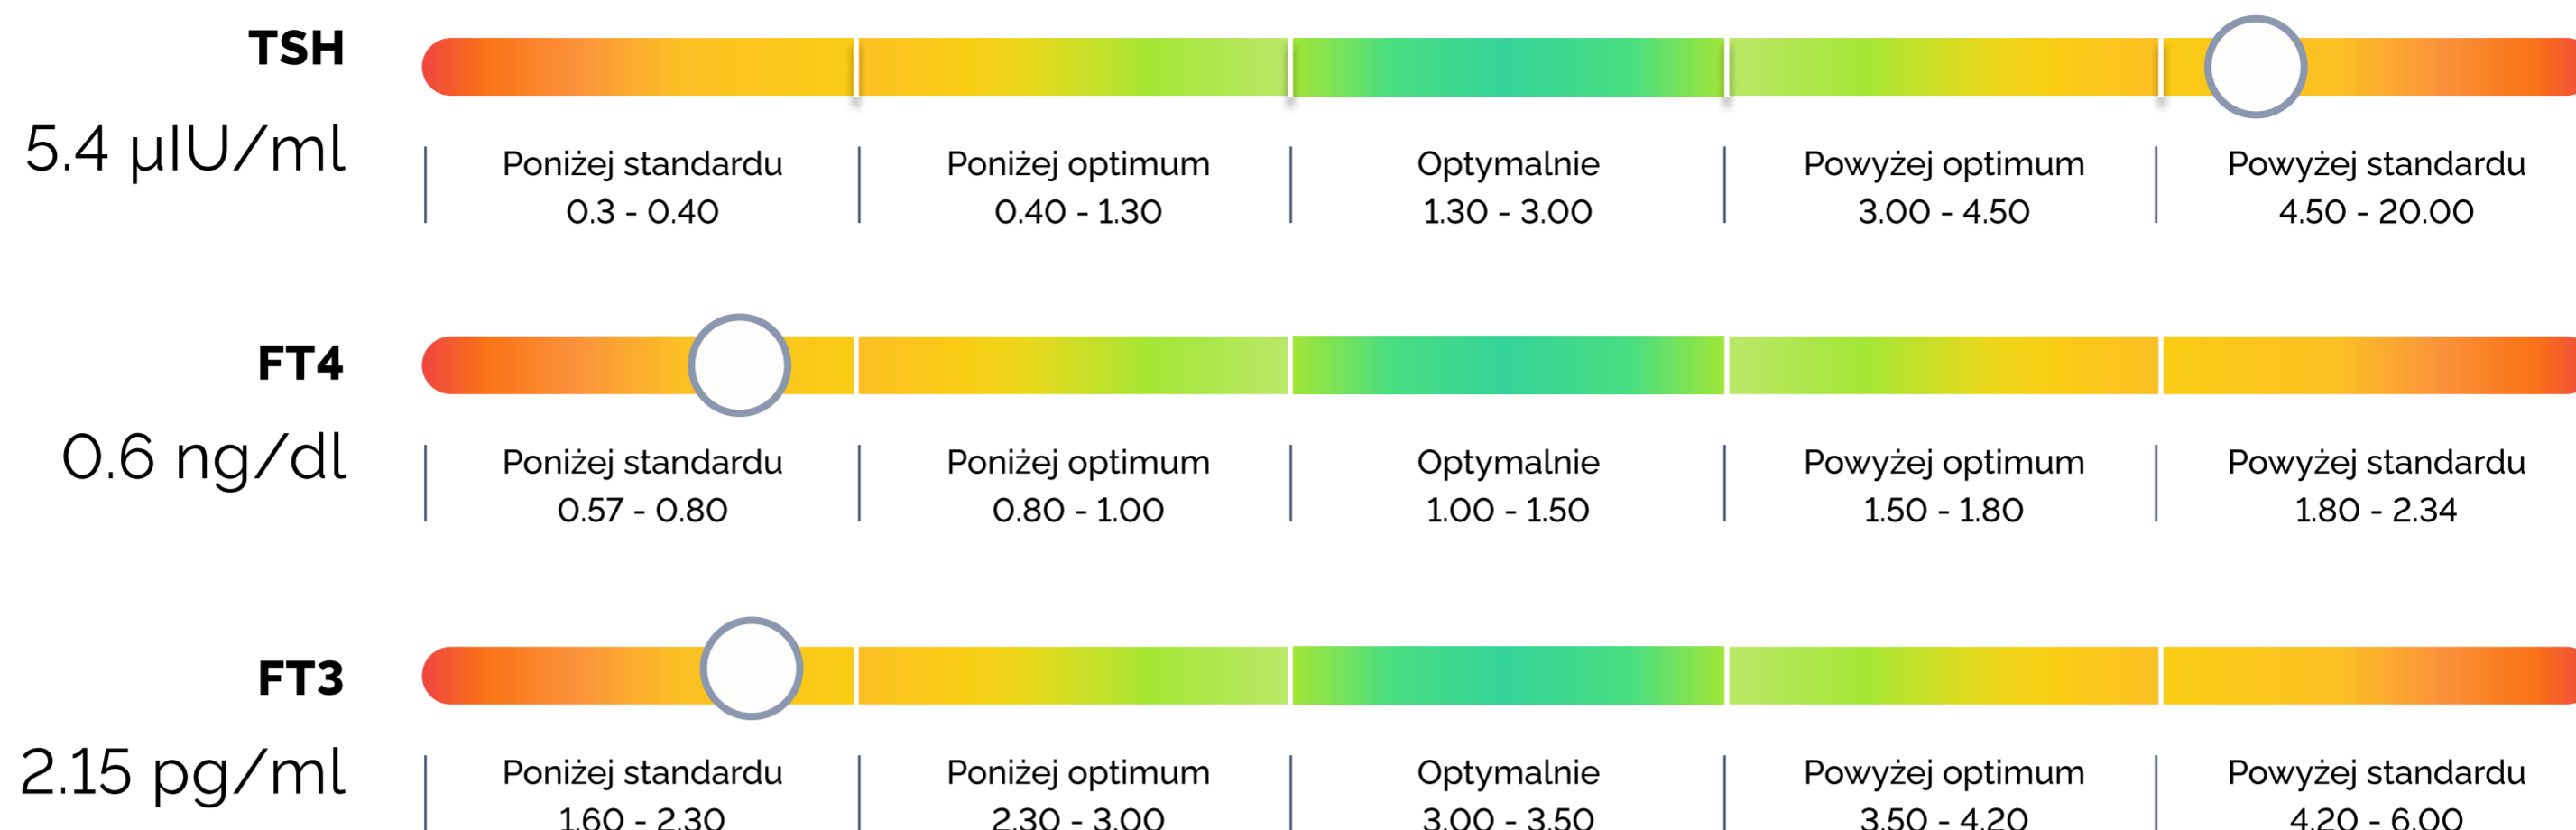 TSH
5.4 µIU/ml
Poniżej standardu
0.3 - 0.40
Poniżej optimum
0.40 - 1.30
Optymalnie
1.30 - 3.00
Powyżej optimum
3.00 - 4.50
Powyżej standardu
4.50 - 20.00
FT4
0.6 ng/dl
Poniżej standardu
0.57 - 0.80
Poniżej optimum
0.80 - 1.00
Optymalnie
1.00 - 1.50
Powyżej optimum
1.50 - 1.80
Powyżej standardu
1.80 - 2.34
FT3
2.15 pg/ml
Poniżej standardu
1.60 - 2.30
Poniżej optimum
2.30 - 3.00
Optymalnie
3.00 - 3.50
Powyżej optimum
3.50 - 4.20
Powyżej standardu
4.20 - 6.00